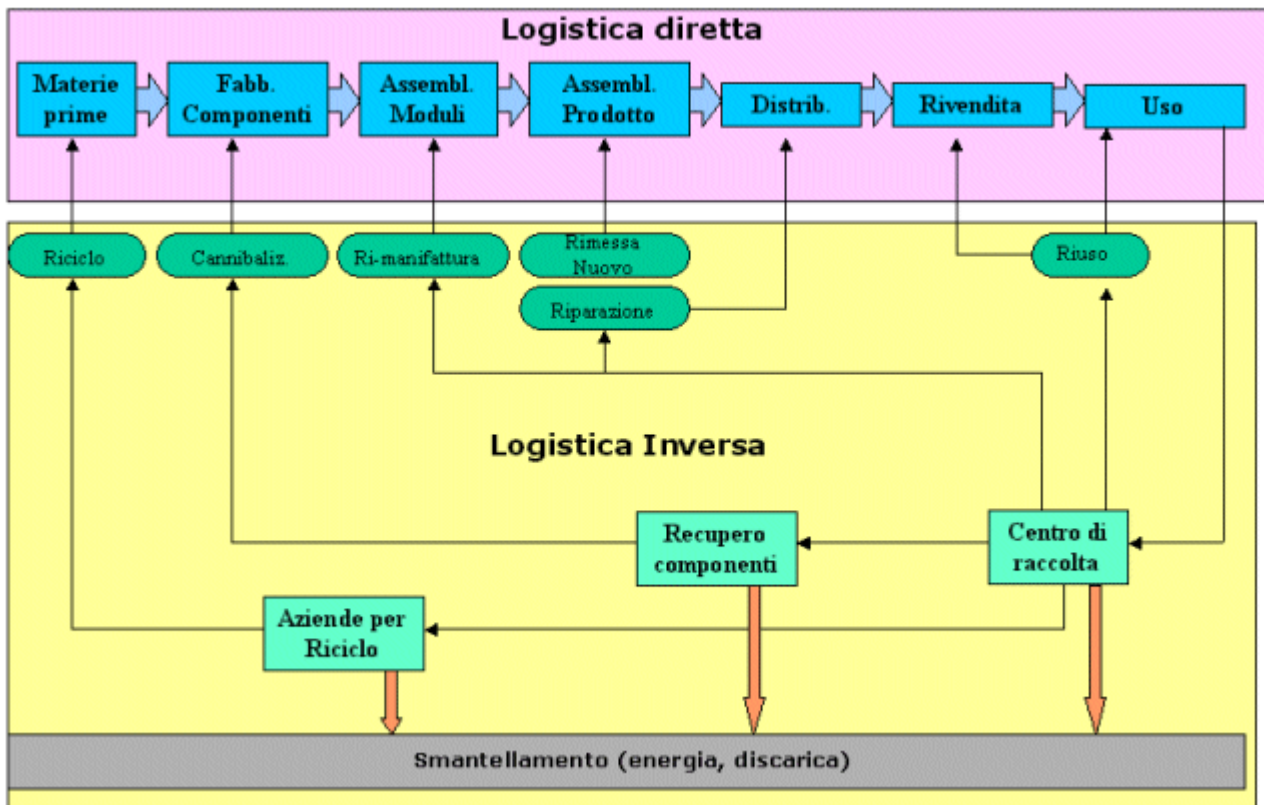 Logistica diretta
Materie
prime
Fabb.
Componenti
Assembl.
Moduli
Assembl.
Prodotto
Distrib.
Rivendita
Uso
Riciclo
Cannibaliz.
Ri-manifattura
Rimessa
Nuovo
Riuso
Riparazione
Logistica Inversa
Recupero
componenti
Centro di
raccolta
Aziende per
Riciclo
Smantellamento (energia, discarica)